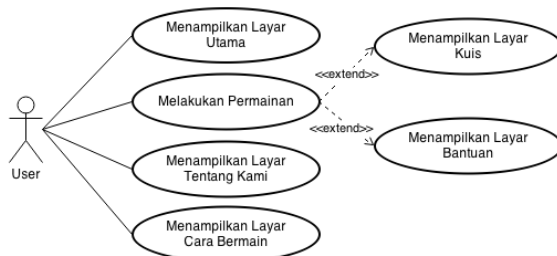 Menampilkan Layar
Utama
Menampilkan Layar
Kuis
<<extend>>
Melakukan Permainan
<<extend>>
Menampilkan Layar
Bantuan
User
Menampilkan Layar
Tentang Kami
Menampilkan Layar
Cara Bermain